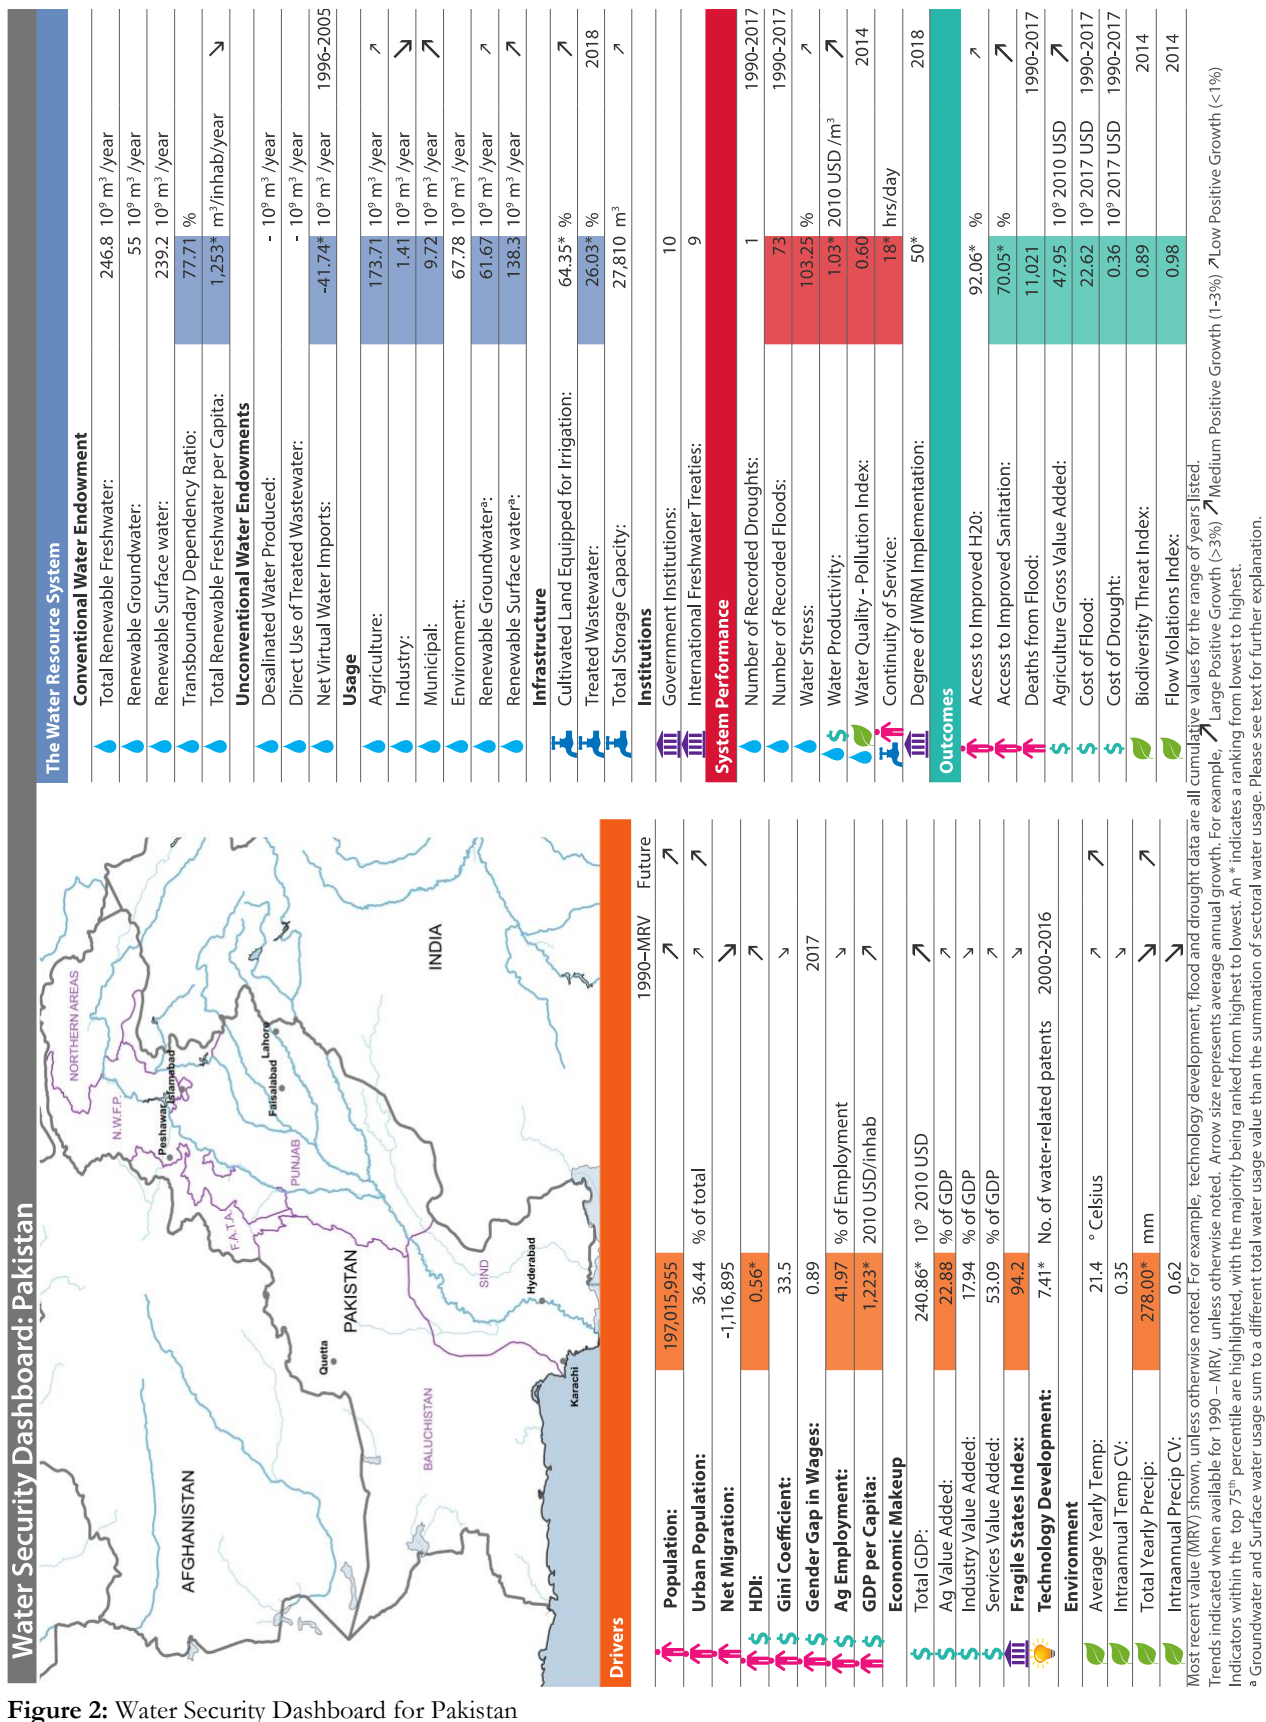 Water Security Dashboard: Pakistan
NORTHERN AREAS
N.W.F.P.
Peshawar
Islamabad
F.A.T.A.
Lahore
Faisalabad
PUNJAB
AFGHANISTAN
PAKISTAN
INDIA
Quetta
BALUCHISTAN
SIND
Hyderabad
Karachi
Drivers
1990–MRV Future
Population: 197,015,955 ↗ ↗
Urban Population: 36.44 % of total ↗ ↗
Net Migration: -1,116,895 ↘
HDI: 0.56* ↗
Gini Coefficient: 33.5 ↘
Gender Gap in Wages: 0.89 2017
Ag Employment: 41.97 % of Employment ↘
GDP per Capita: 1,223* 2010 USD/inhab ↗
Economic Makeup
Total GDP: 240.86* 10⁹ 2010 USD ↗
Ag Value Added: 22.88 % of GDP ↗
Industry Value Added: 17.94 % of GDP ↘
Services Value Added: 53.09 % of GDP ↗
Fragile States Index: 94.2 ↘
Technology Development: 7.41* No. of water-related patents 2000-2016
Environment
Average Yearly Temp: 21.4 ° Celsius ↗ ↗
Intraannual Temp CV: 0.35 ↘
Total Yearly Precip: 278.00* mm ↘ ↗
Intraannual Precip CV: 0.62 ↘
The Water Resource System
Conventional Water Endowment
Total Renewable Freshwater: 246.8 10⁹ m³ /year
Renewable Groundwater: 55 10⁹ m³ /year
Renewable Surface water: 239.2 10⁹ m³ /year
Transboundary Dependency Ratio: 77.71 %
Total Renewable Freshwater per Capita: 1,253* m³/inhab/year ↘
Unconventional Water Endowments
Desalinated Water Produced: - 10⁹ m³ /year
Direct Use of Treated Wastewater: - 10⁹ m³ /year
Net Virtual Water Imports: -41.74* 10⁹ m³ /year 1996-2005
Usage
Agriculture: 173.71 10⁹ m³ /year ↗
Industry: 1.41 10⁹ m³ /year ↘
Municipal: 9.72 10⁹ m³ /year ↗
Environment: 67.78 10⁹ m³ /year
Renewable Groundwaterᵃ: 61.67 10⁹ m³ /year ↗
Renewable Surface waterᵃ: 138.3 10⁹ m³ /year ↗
Infrastructure
Cultivated Land Equipped for Irrigation: 64.35* % ↗
Treated Wastewater: 26.03* % 2018
Total Storage Capacity: 27,810 m³ ↗
Institutions
Government Institutions: 10
International Freshwater Treaties: 9
System Performance
Number of Recorded Droughts: 1 1990-2017
Number of Recorded Floods: 73 1990-2017
Water Stress: 103.25 % ↗
Water Productivity: 1.03* 2010 USD /m³ ↗
Water Quality - Pollution Index: 0.60 2014
Continuity of Service: 18* hrs/day
Degree of IWRM Implementation: 50* 2018
Outcomes
Access to Improved H20: 92.06* % ↗
Access to Improved Sanitation: 70.05* % ↗
Deaths from Flood: 11,021 1990-2017
Agriculture Gross Value Added: 47.95 10⁹ 2010 USD ↗
Cost of Flood: 22.62 10⁹ 2017 USD 1990-2017
Cost of Drought: 0.36 10⁹ 2017 USD 1990-2017
Biodiversity Threat Index: 0.89 2014
Flow Violations Index: 0.98 2014
Most recent value (MRV) shown, unless otherwise noted. For example, technology development, flood and drought data are all cumulative values for the range of years listed.
Trends indicated when available for 1990 – MRV, unless otherwise noted. Arrow size represents average annual growth. For example, ↗ Large Positive Growth (>3%) ↗ Medium Positive Growth (1-3%) ↗ Low Positive Growth (<1%)
Indicators within the top 75ᵗʰ percentile are highlighted, with the majority being ranked from highest to lowest. An * indicates a ranking from lowest to highest.
ᵃ Groundwater and Surface water usage sum to a different total water usage value than the summation of sectoral water usage. Please see text for further explanation.
Figure 2: Water Security Dashboard for Pakistan